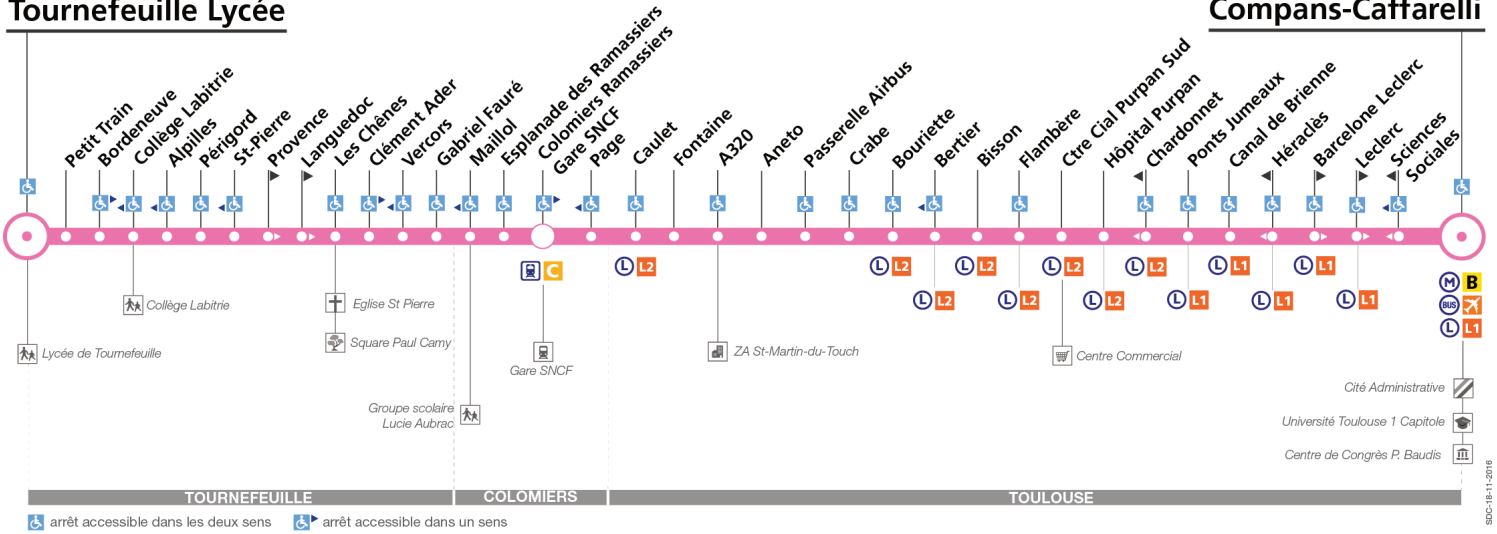 Tournefeuille Lycée
Compans-Caffarelli
Petit Train
Bordeneuve
Collège Labitrie
Alpilles
Périgord
St-Pierre
Provence
Languedoc
Les Chênes
Clément Ader
Vercors
Gabriel Fauré
Maillol
Esplanade des Ramassiers
Colomiers Ramassiers
Gare SNCF
Page
Caulet
Fontaine
A320
Aneto
Passerelle Airbus
Crabe
Bouriette
Bertier
Bisson
Flambère
Ctre Cial Purpan Sud
Hôpital Purpan
Chardonnet
Ponts Jumeaux
Canal de Brienne
Héraclès
Barcelone Leclerc
Leclerc
Sciences
Sociales
C
L L2
L L2
L L2
L L2
L L2
L L2
L L2
L L2
L L1
L L1
L L1
L L1
L L1
M B
BUS
L L1
Collège Labitrie
Lycée de Tournefeuille
Eglise St Pierre
Square Paul Camy
Groupe scolaire
Lucie Aubrac
Gare SNCF
ZA St-Martin-du-Touch
Centre Commercial
Cité Administrative
Université Toulouse 1 Capitole
Centre de Congrès P. Baudis
TOURNEFEUILLE
COLOMIERS
TOULOUSE
arrêt accessible dans les deux sens
arrêt accessible dans un sens
SDC-18-11-2016